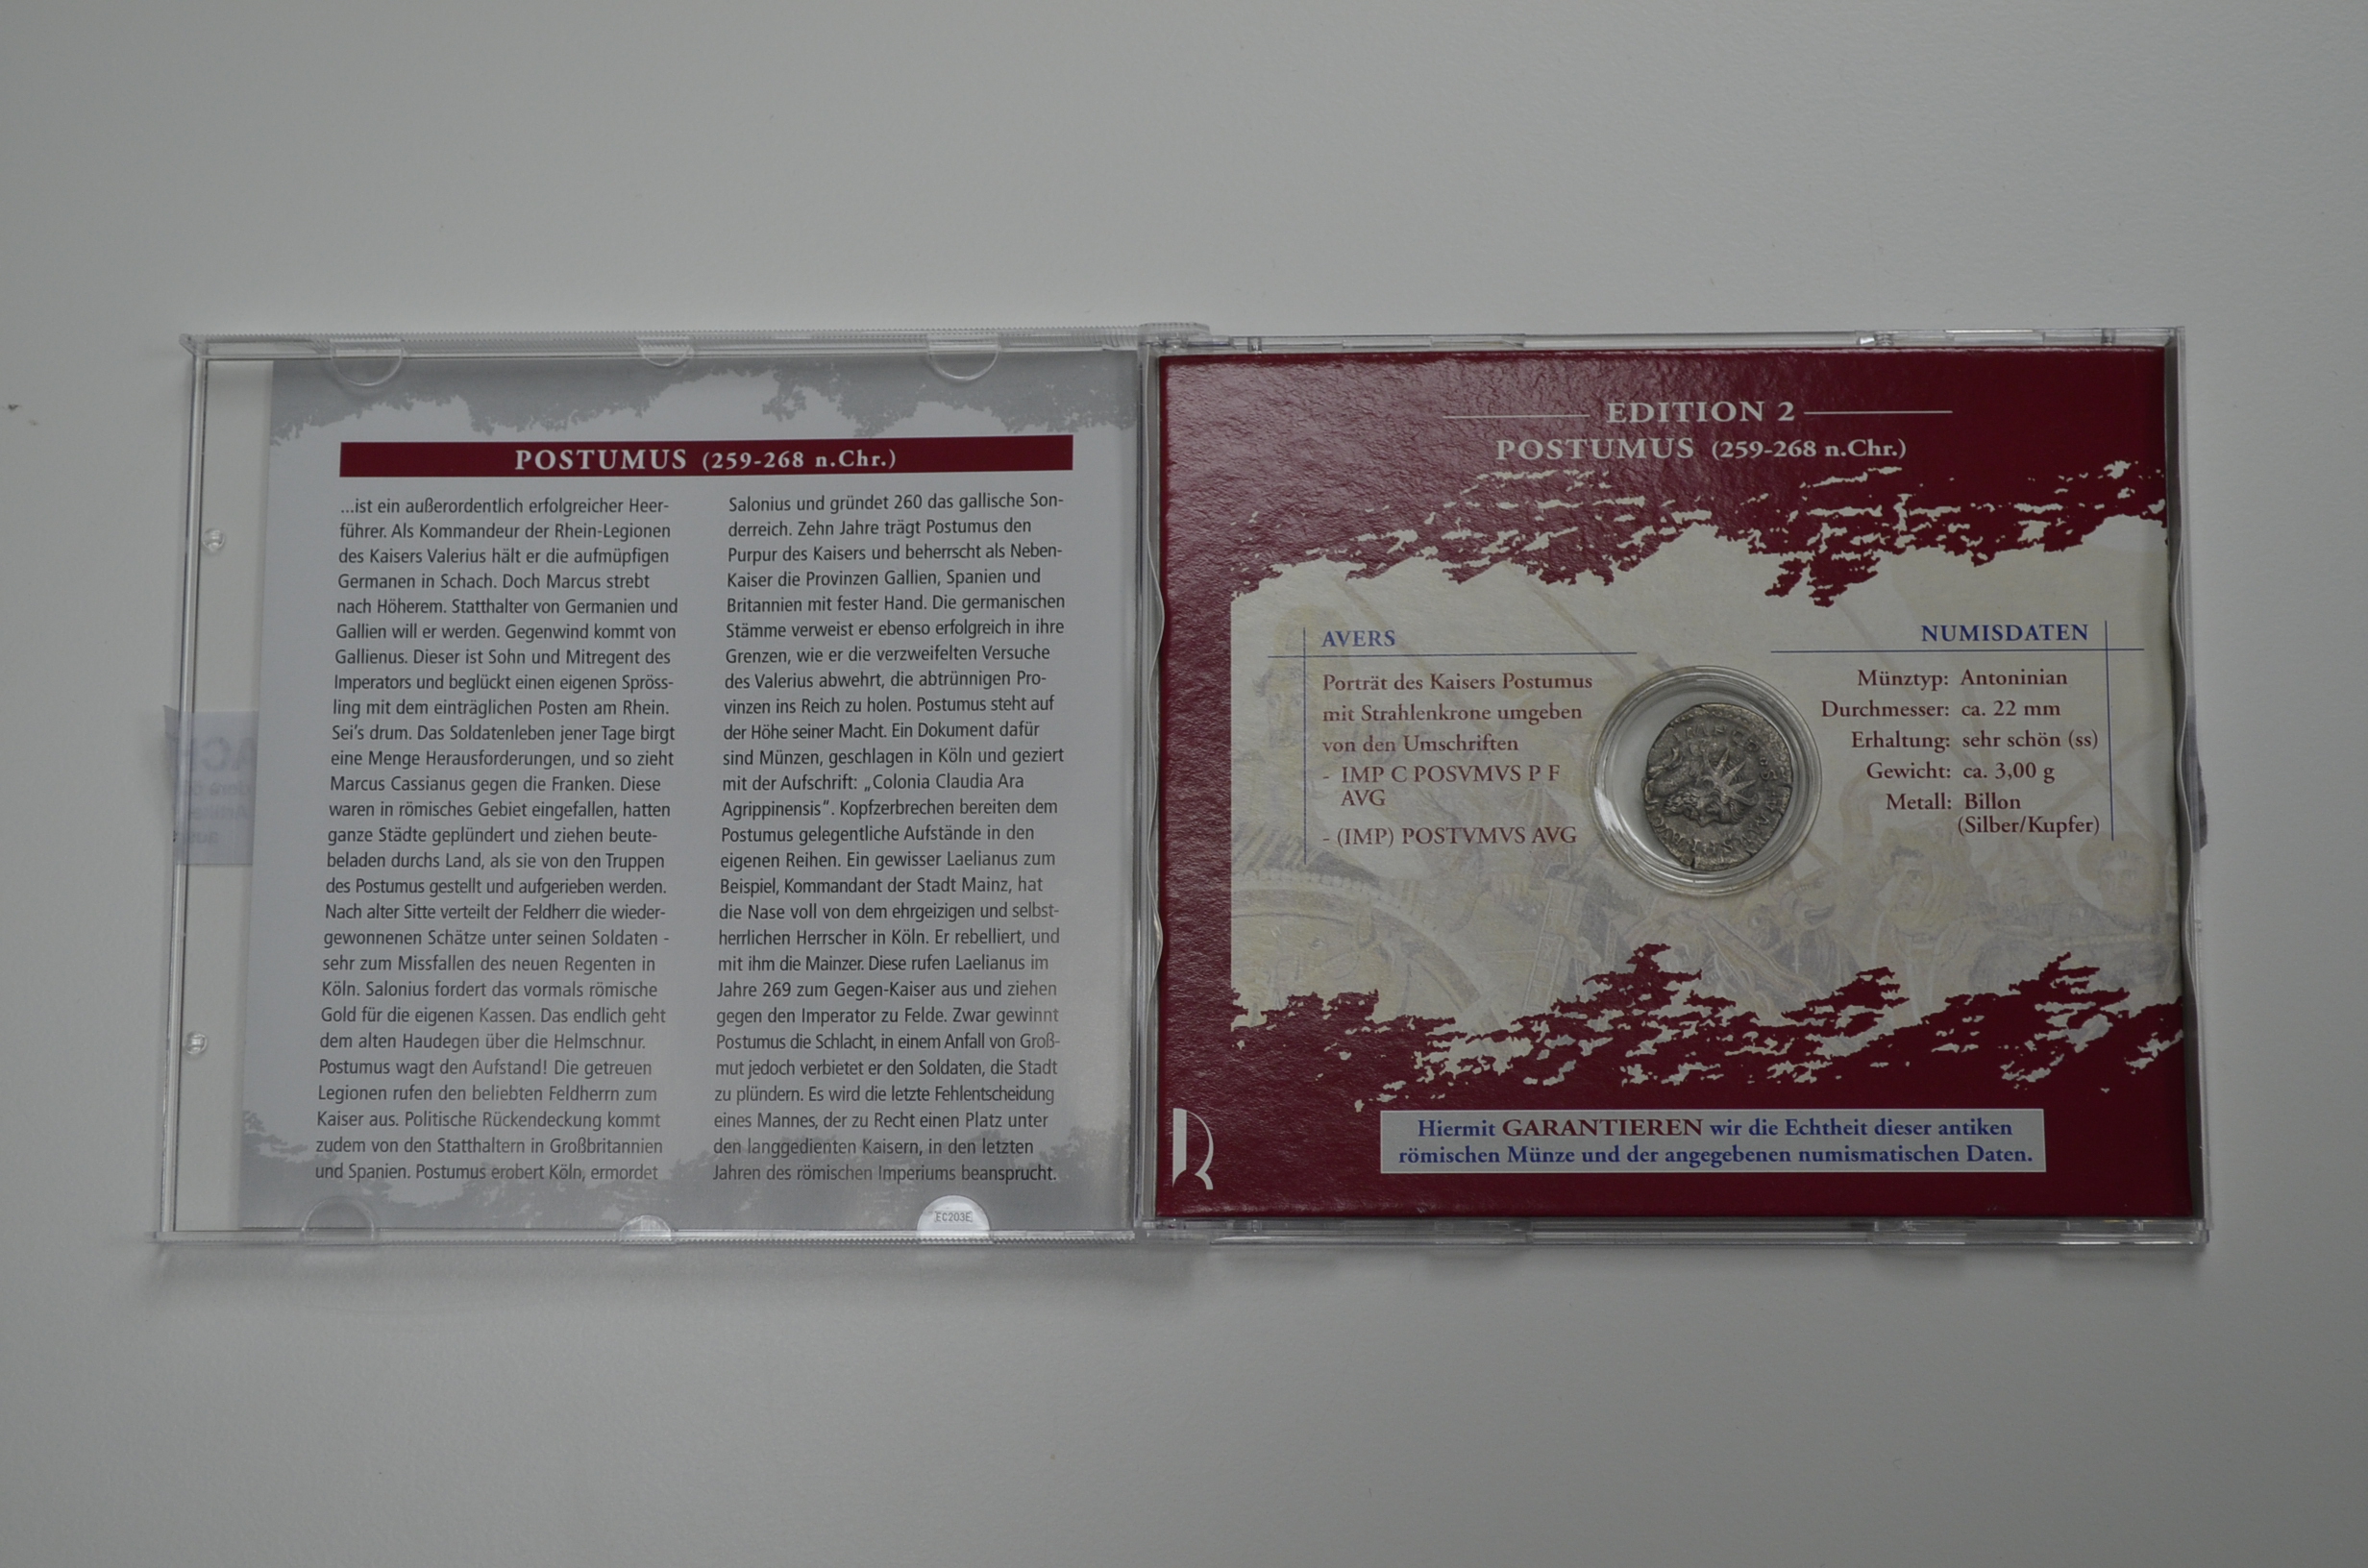 POSTUMUS (259-268 n.Chr.)
...ist ein außerordentlich erfolgreicher Heer-
führer. Als Kommandeur der Rhein-Legionen
des Kaisers Valerius hält er die aufmüpfigen
Germanen in Schach. Doch Marcus strebt
nach Höherem. Statthalter von Germanien und
Gallien will er werden. Gegenwind kommt von
Gallienus. Dieser ist Sohn und Mitregent des
Imperators und beglückt einen eigenen Spröss-
ling mit dem einträglichen Posten am Rhein.
Sei's drum. Das Soldatenleben jener Tage birgt
eine Menge Herausforderungen, und so zieht
Marcus Cassianus gegen die Franken. Diese
waren in römisches Gebiet eingefallen, hatten
ganze Städte geplündert und ziehen beute-
beladen durchs Land, als sie von den Truppen
des Postumus gestellt und aufgerieben werden.
Nach alter Sitte verteilt der Feldherr die wieder-
gewonnenen Schätze unter seinen Soldaten -
sehr zum Missfallen des neuen Regenten in
Köln. Salonius fordert das vormals römische
Gold für die eigenen Kassen. Das endlich geht
dem alten Haudegen über die Helmschnur.
Postumus wagt den Aufstand! Die getreuen
Legionen rufen den beliebten Feldherrn zum
Kaiser aus. Politische Rückendeckung kommt
zudem von den Statthaltern in Großbritannien
und Spanien. Postumus erobert Köln, ermordet
Salonius und gründet 260 das gallische Son-
derreich. Zehn Jahre trägt Postumus den
Purpur des Kaisers und beherrscht als Neben-
Kaiser die Provinzen Gallien, Spanien und
Britannien mit fester Hand. Die germanischen
Stämme verweist er ebenso erfolgreich in ihre
Grenzen, wie er die verzweifelten Versuche
des Valerius abwehrt, die abtrünnigen Pro-
vinzen ins Reich zu holen. Postumus steht auf
der Höhe seiner Macht. Ein Dokument dafür
sind Münzen, geschlagen in Köln und geziert
mit der Aufschrift: „Colonia Claudia Ara
Agrippinensis“. Kopfzerbrechen bereiten dem
Postumus gelegentliche Aufstände in den
eigenen Reihen. Ein gewisser Laelianus zum
Beispiel, Kommandant der Stadt Mainz, hat
die Nase voll von dem ehrgeizigen und selbst-
herrlichen Herrscher in Köln. Er rebelliert, und
mit ihm die Mainzer. Diese rufen Laelianus im
Jahre 269 zum Gegen-Kaiser aus und ziehen
gegen den Imperator zu Felde. Zwar gewinnt
Postumus die Schlacht, in einem Anfall von Groß-
mut jedoch verbietet er den Soldaten, die Stadt
zu plündern. Es wird die letzte Fehlentscheidung
eines Mannes, der zu Recht einen Platz unter
den langgedienten Kaisern, in den letzten
Jahren des römischen Imperiums beansprucht.
EC203E
EDITION 2
POSTUMUS (259-268 n.Chr.)
AVERS
Porträt des Kaisers Postumus
mit Strahlenkrone umgeben
von den Umschriften
- IMP C POSVMVS P F
AVG
- (IMP) POSTVMVS AVG
NUMISDATEN
Münztyp: Antoninian
Durchmesser: ca. 22 mm
Erhaltung: sehr schön (ss)
Gewicht: ca. 3,00 g
Metall: Billon
(Silber/Kupfer)
Hiermit GARANTIEREN wir die Echtheit dieser antiken
römischen Münze und der angegebenen numismatischen Daten.